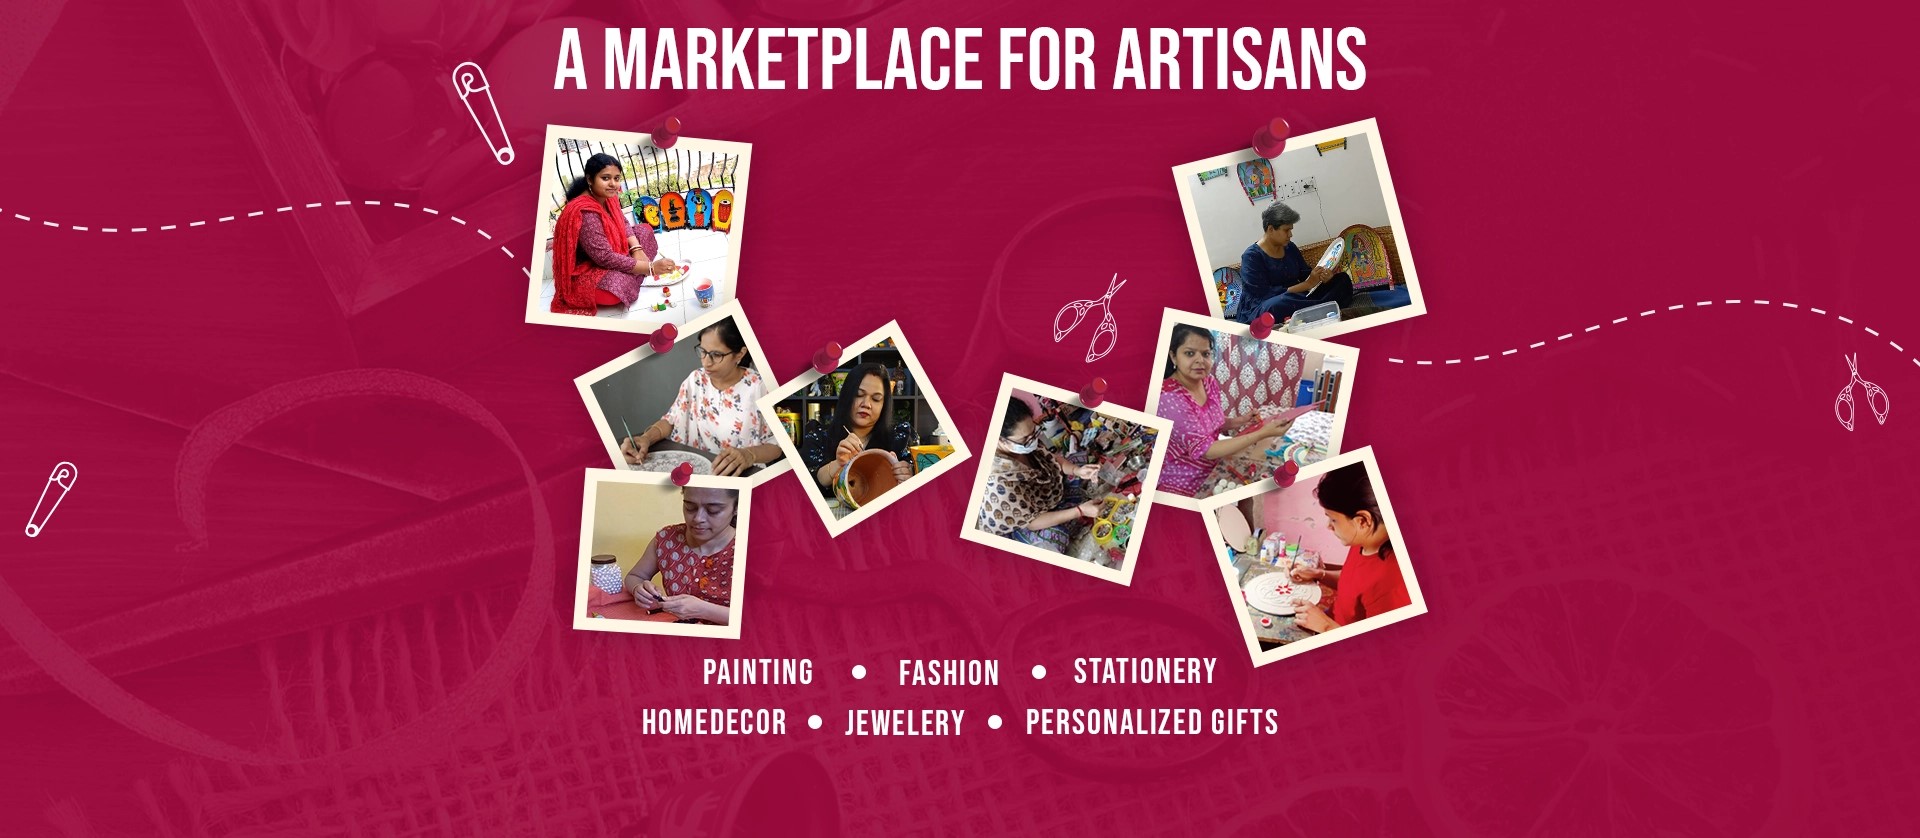 A MARKETPLACE FOR ARTISANS
PAINTING • FASHION • STATIONERY
HOMEDECOR • JEWELERY • PERSONALIZED GIFTS